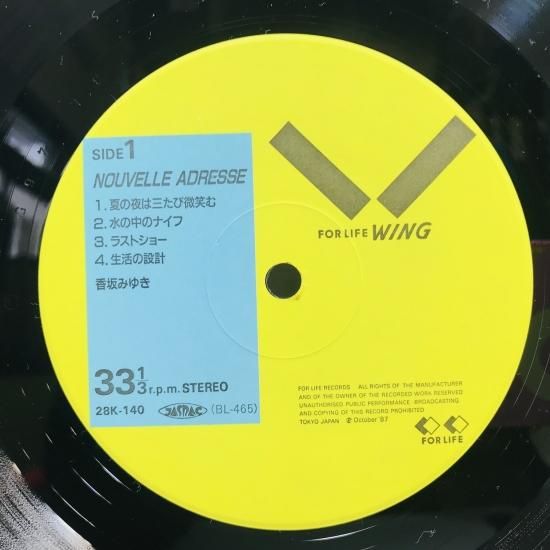 SIDE 1
NOUVELLE ADRESSE
1. 夏の夜は三たび微笑む
2. 水の中のナイフ
3. ラストショー
4. 生活の設計
香坂みゆき
33 1/3 r.p.m. STEREO
28K-140 JASRAC (BL-465)
FOR LIFE WING
FOR LIFE RECORDS ALL RIGHTS OF THE MANUFACTURER
AND OF THE OWNER OF THE RECORDED WORK RESERVED
UNAUTHORISED PUBLIC PERFORMANCE BROADCASTING
AND COPYING OF THIS RECORD PROHIBITED
TOKYO JAPAN ℗ October '87
FOR LIFE